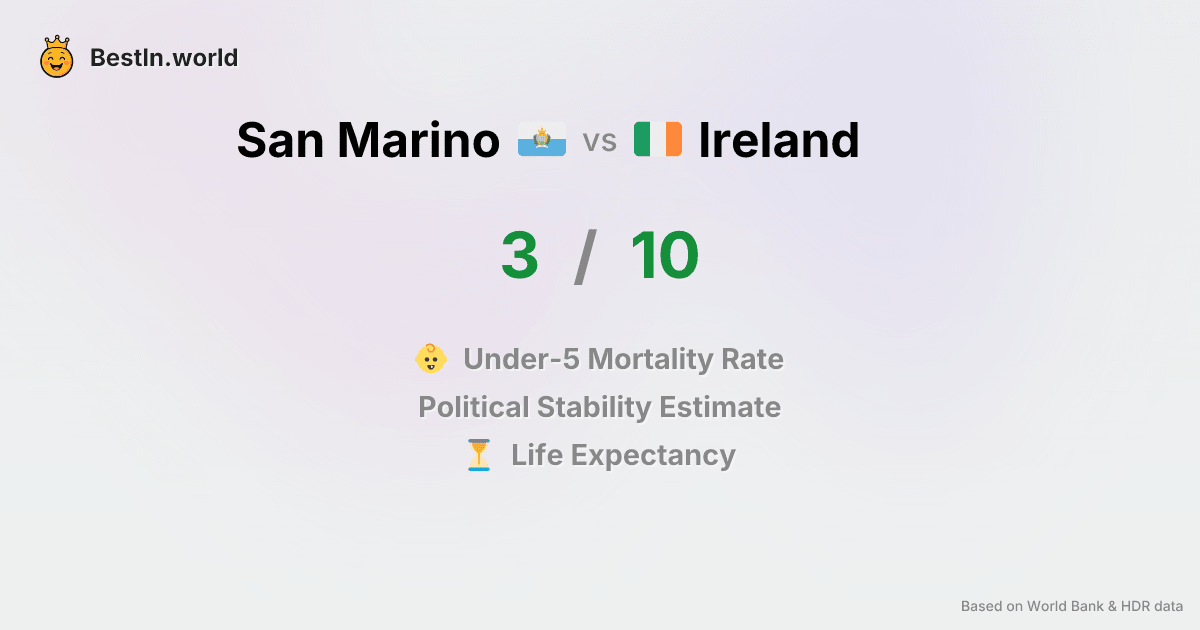 BestIn.world
San Marino vs Ireland
3 / 10
Under-5 Mortality Rate
Political Stability Estimate
Life Expectancy
Based on World Bank & HDR data